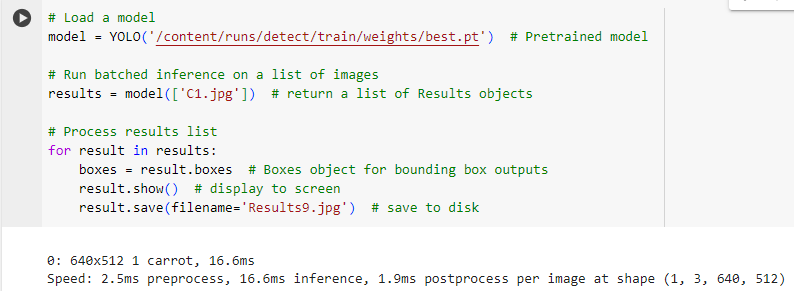 # Load a model
model = YOLO('/content/runs/detect/train/weights/best.pt')  # Pretrained model
# Run batched inference on a list of images
results = model(['C1.jpg'])  # return a list of Results objects
# Process results list
for result in results:
    boxes = result.boxes  # Boxes object for bounding box outputs
    result.show()  # display to screen
    result.save(filename='Results9.jpg')  # save to disk
0: 640x512 1 carrot, 16.6ms
Speed: 2.5ms preprocess, 16.6ms inference, 1.9ms postprocess per image at shape (1, 3, 640, 512)